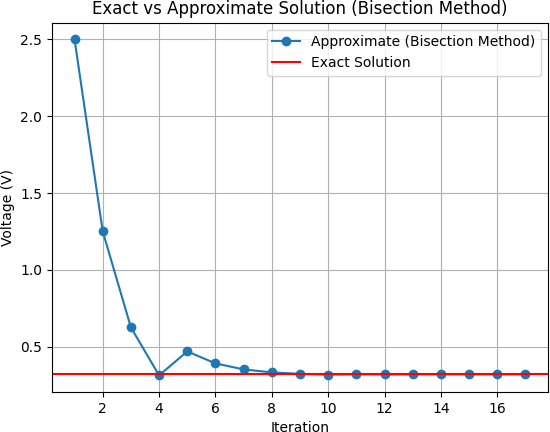 Exact vs Approximate Solution (Bisection Method)
Approximate (Bisection Method)
Exact Solution
2.5
2.0
1.5
1.0
0.5
Voltage (V)
2 4 6 8 10 12 14 16
Iteration